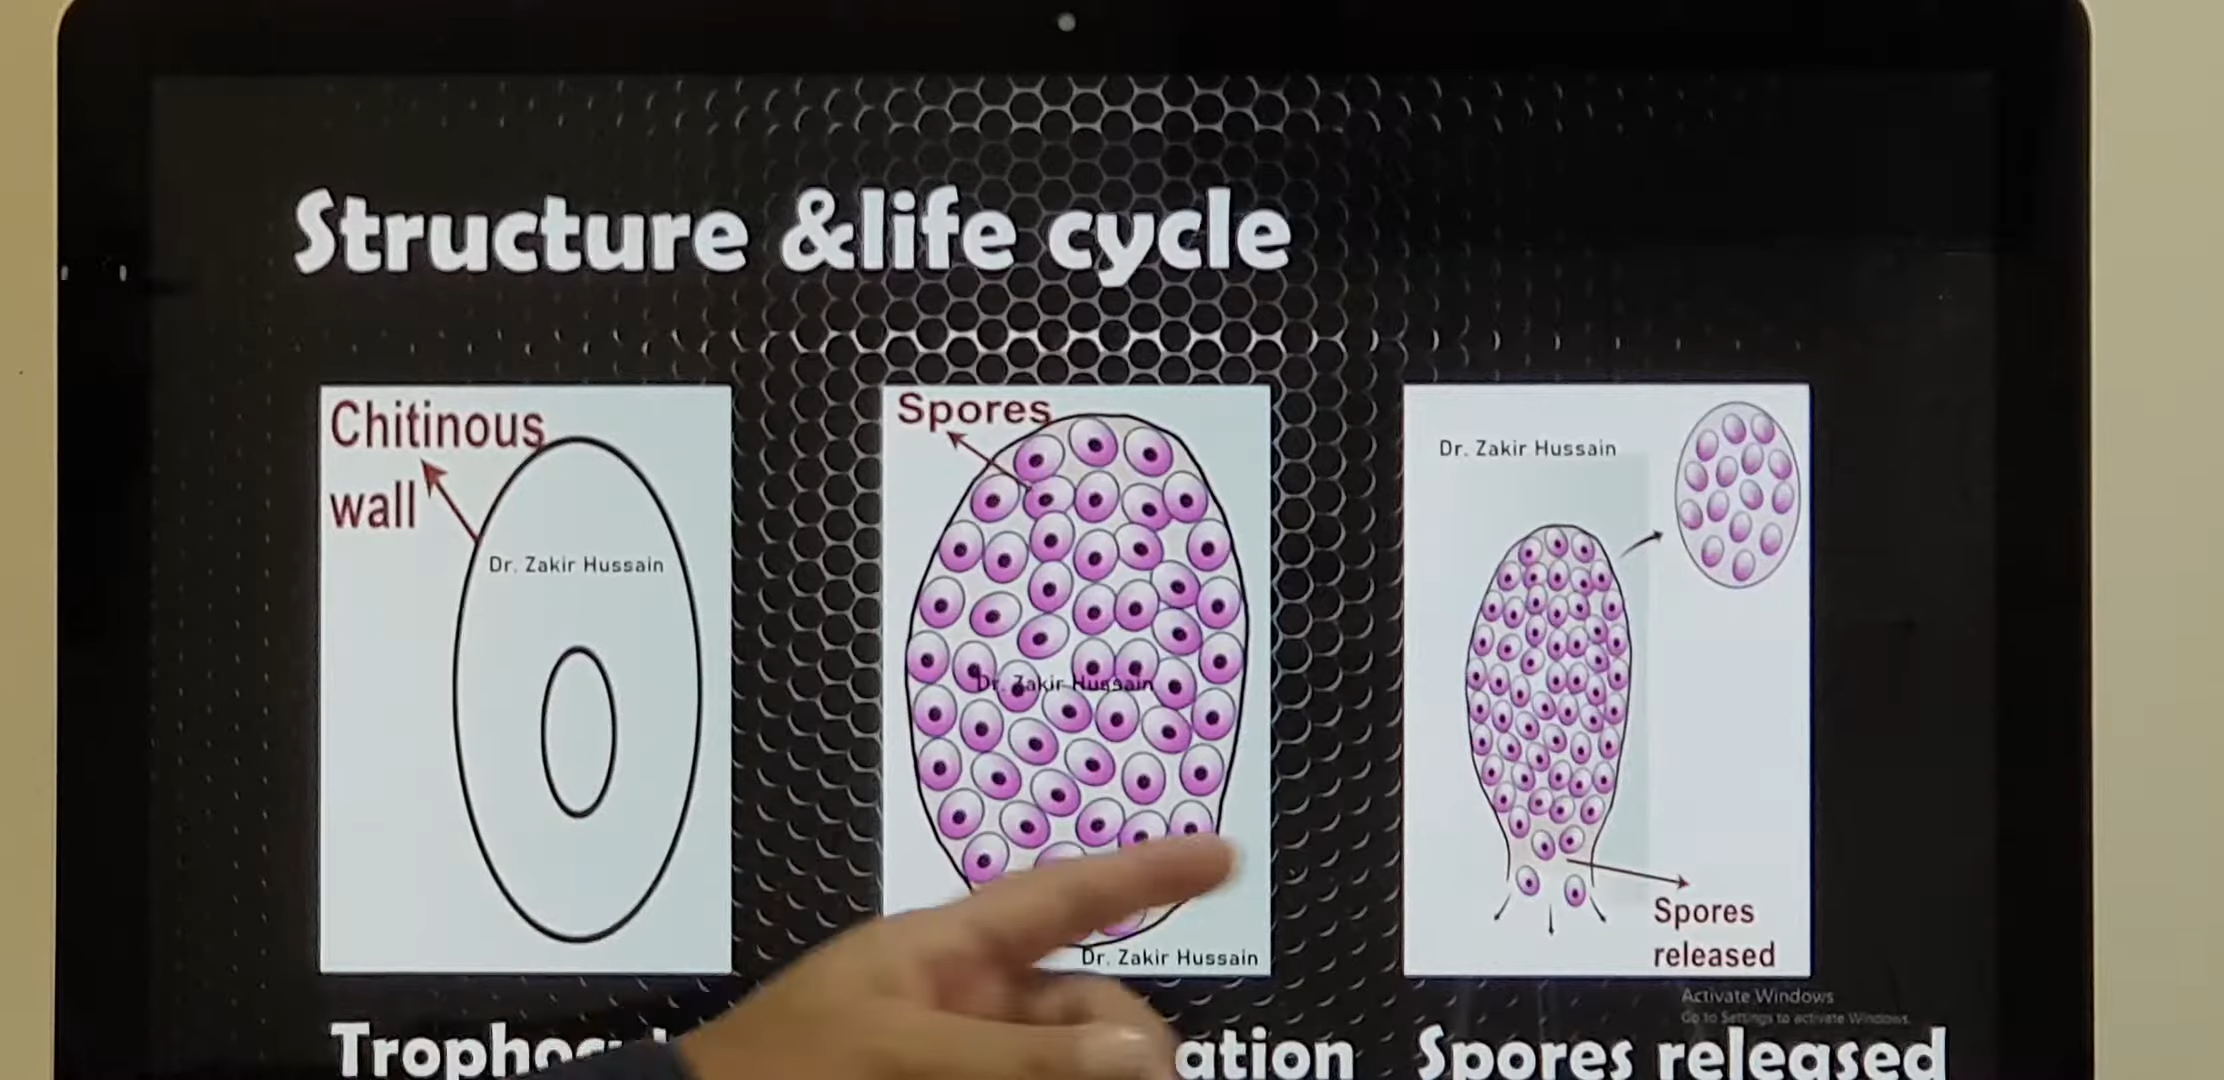 Structure &life cycle
Chitinous
wall
Dr. Zakir Hussain
Spores
Dr. Zakir Hussain
Dr. Zakir Hussain
Dr. Zakir Hussain
Spores
released
Activate Windows
Go to Settings to activate Windows.
Spores released